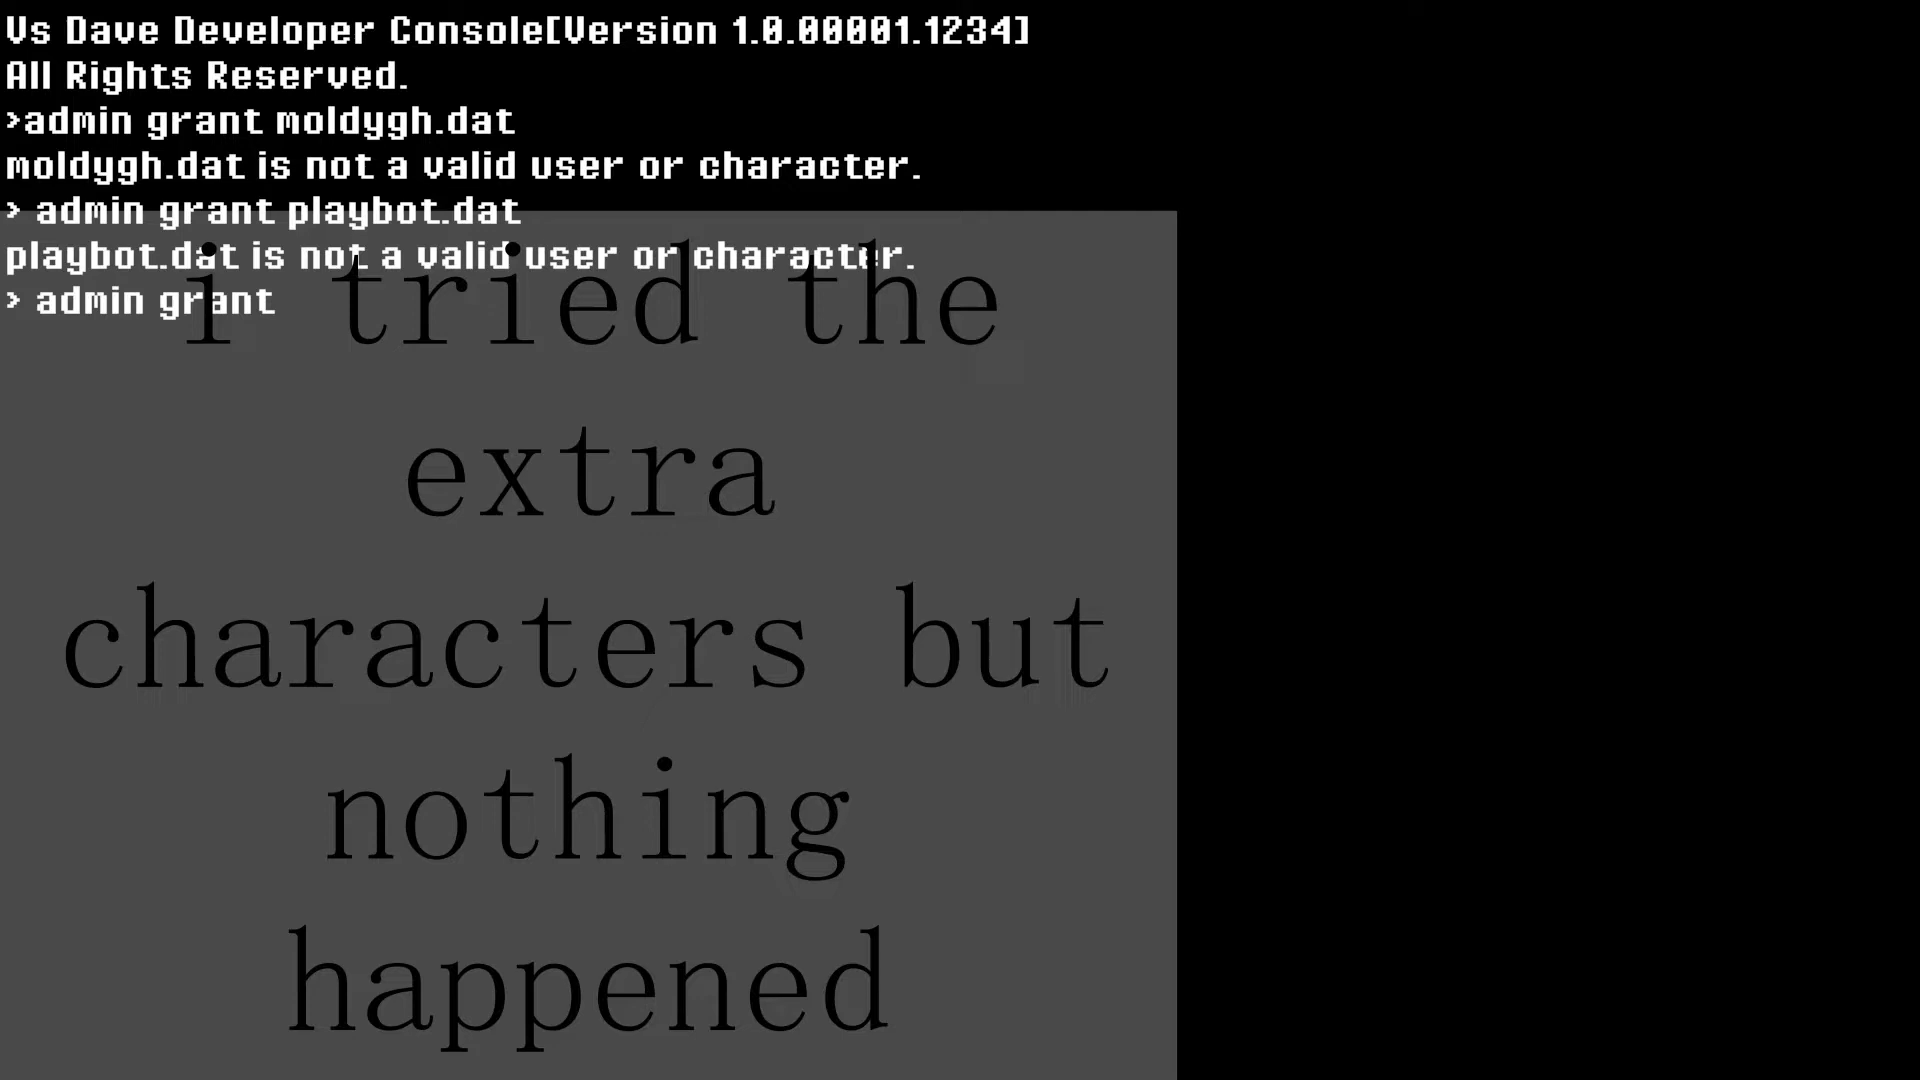 Vs Dave Developer Console[Version 1.0.00001.1234]
All Rights Reserved.
>admin grant moldygh.dat
moldygh.dat is not a valid user or character.
> admin grant playbot.dat
playbot.dat is not a valid user or character.
> admin grant
i tried the
extra
characters but
nothing
happened